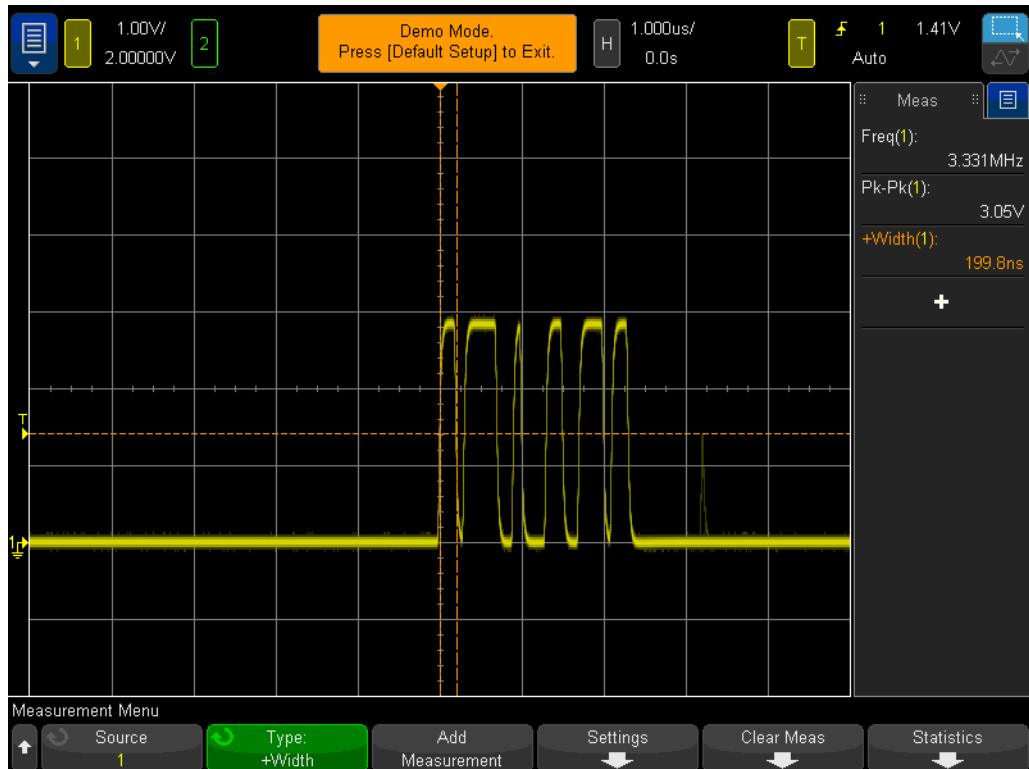 1
1.00V/
2.00000V
2
Demo Mode.
Press [Default Setup] to Exit.
H
1.000us/
0.0s
T
1
1.41V
Auto
Meas
Freq(1):
3.331MHz
Pk-Pk(1):
3.05V
+Width(1):
199.8ns
+
T
1
Measurement Menu
Source
1
Type:
+Width
Add
Measurement
Settings
Clear Meas
Statistics